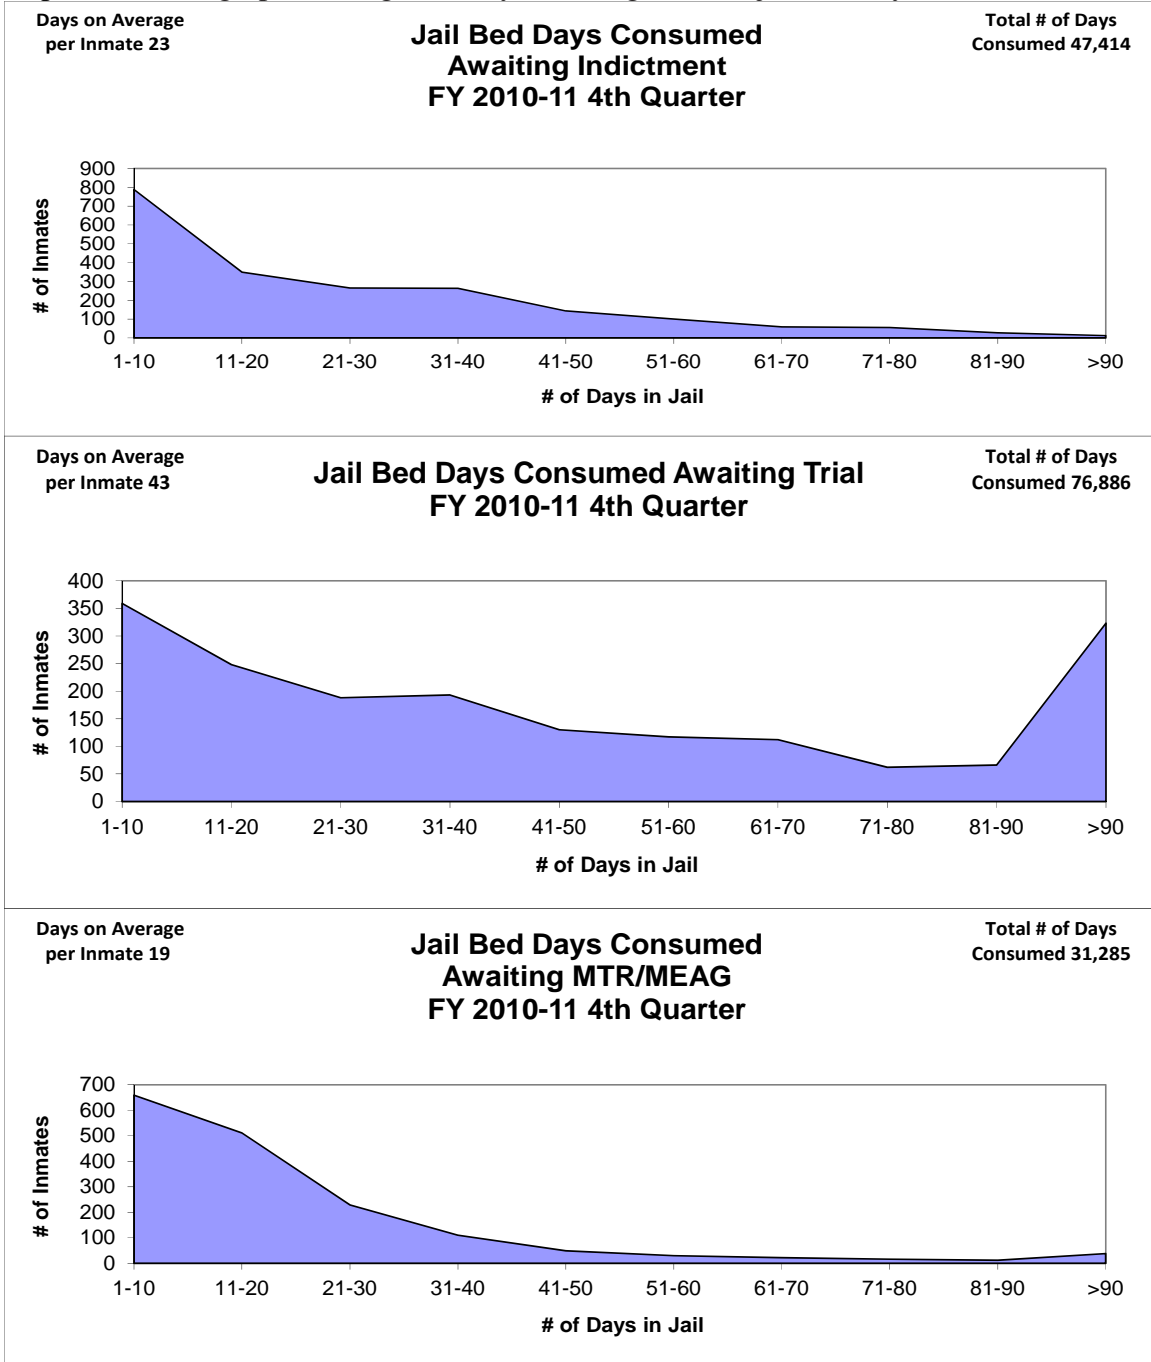 Days on Average
per Inmate 23
Jail Bed Days Consumed
Awaiting Indictment
FY 2010-11 4th Quarter
Total # of Days
Consumed 47,414
# of Inmates
900
800
700
600
500
400
300
200
100
0
1-10 11-20 21-30 31-40 41-50 51-60 61-70 71-80 81-90 >90
# of Days in Jail
Days on Average
per Inmate 43
Jail Bed Days Consumed Awaiting Trial
FY 2010-11 4th Quarter
Total # of Days
Consumed 76,886
# of Inmates
400
350
300
250
200
150
100
50
0
1-10 11-20 21-30 31-40 41-50 51-60 61-70 71-80 81-90 >90
# of Days in Jail
Days on Average
per Inmate 19
Jail Bed Days Consumed
Awaiting MTR/MEAG
FY 2010-11 4th Quarter
Total # of Days
Consumed 31,285
# of Inmates
700
600
500
400
300
200
100
0
1-10 11-20 21-30 31-40 41-50 51-60 61-70 71-80 81-90 >90
# of Days in Jail